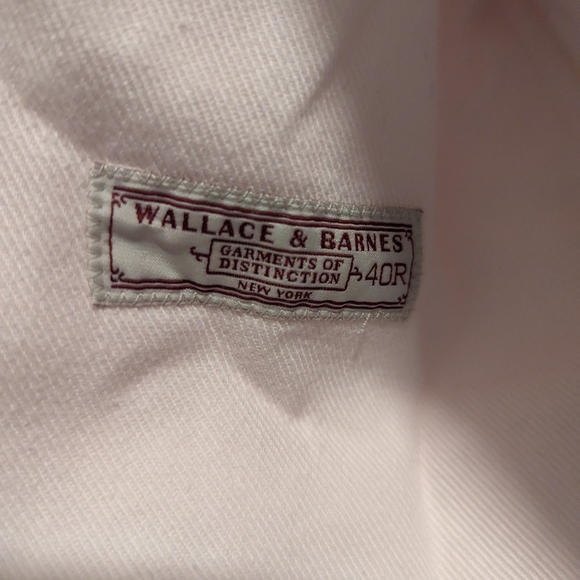 WALLACE & BARNES
GARMENTS OF
DISTINCTION
40R
NEW YORK